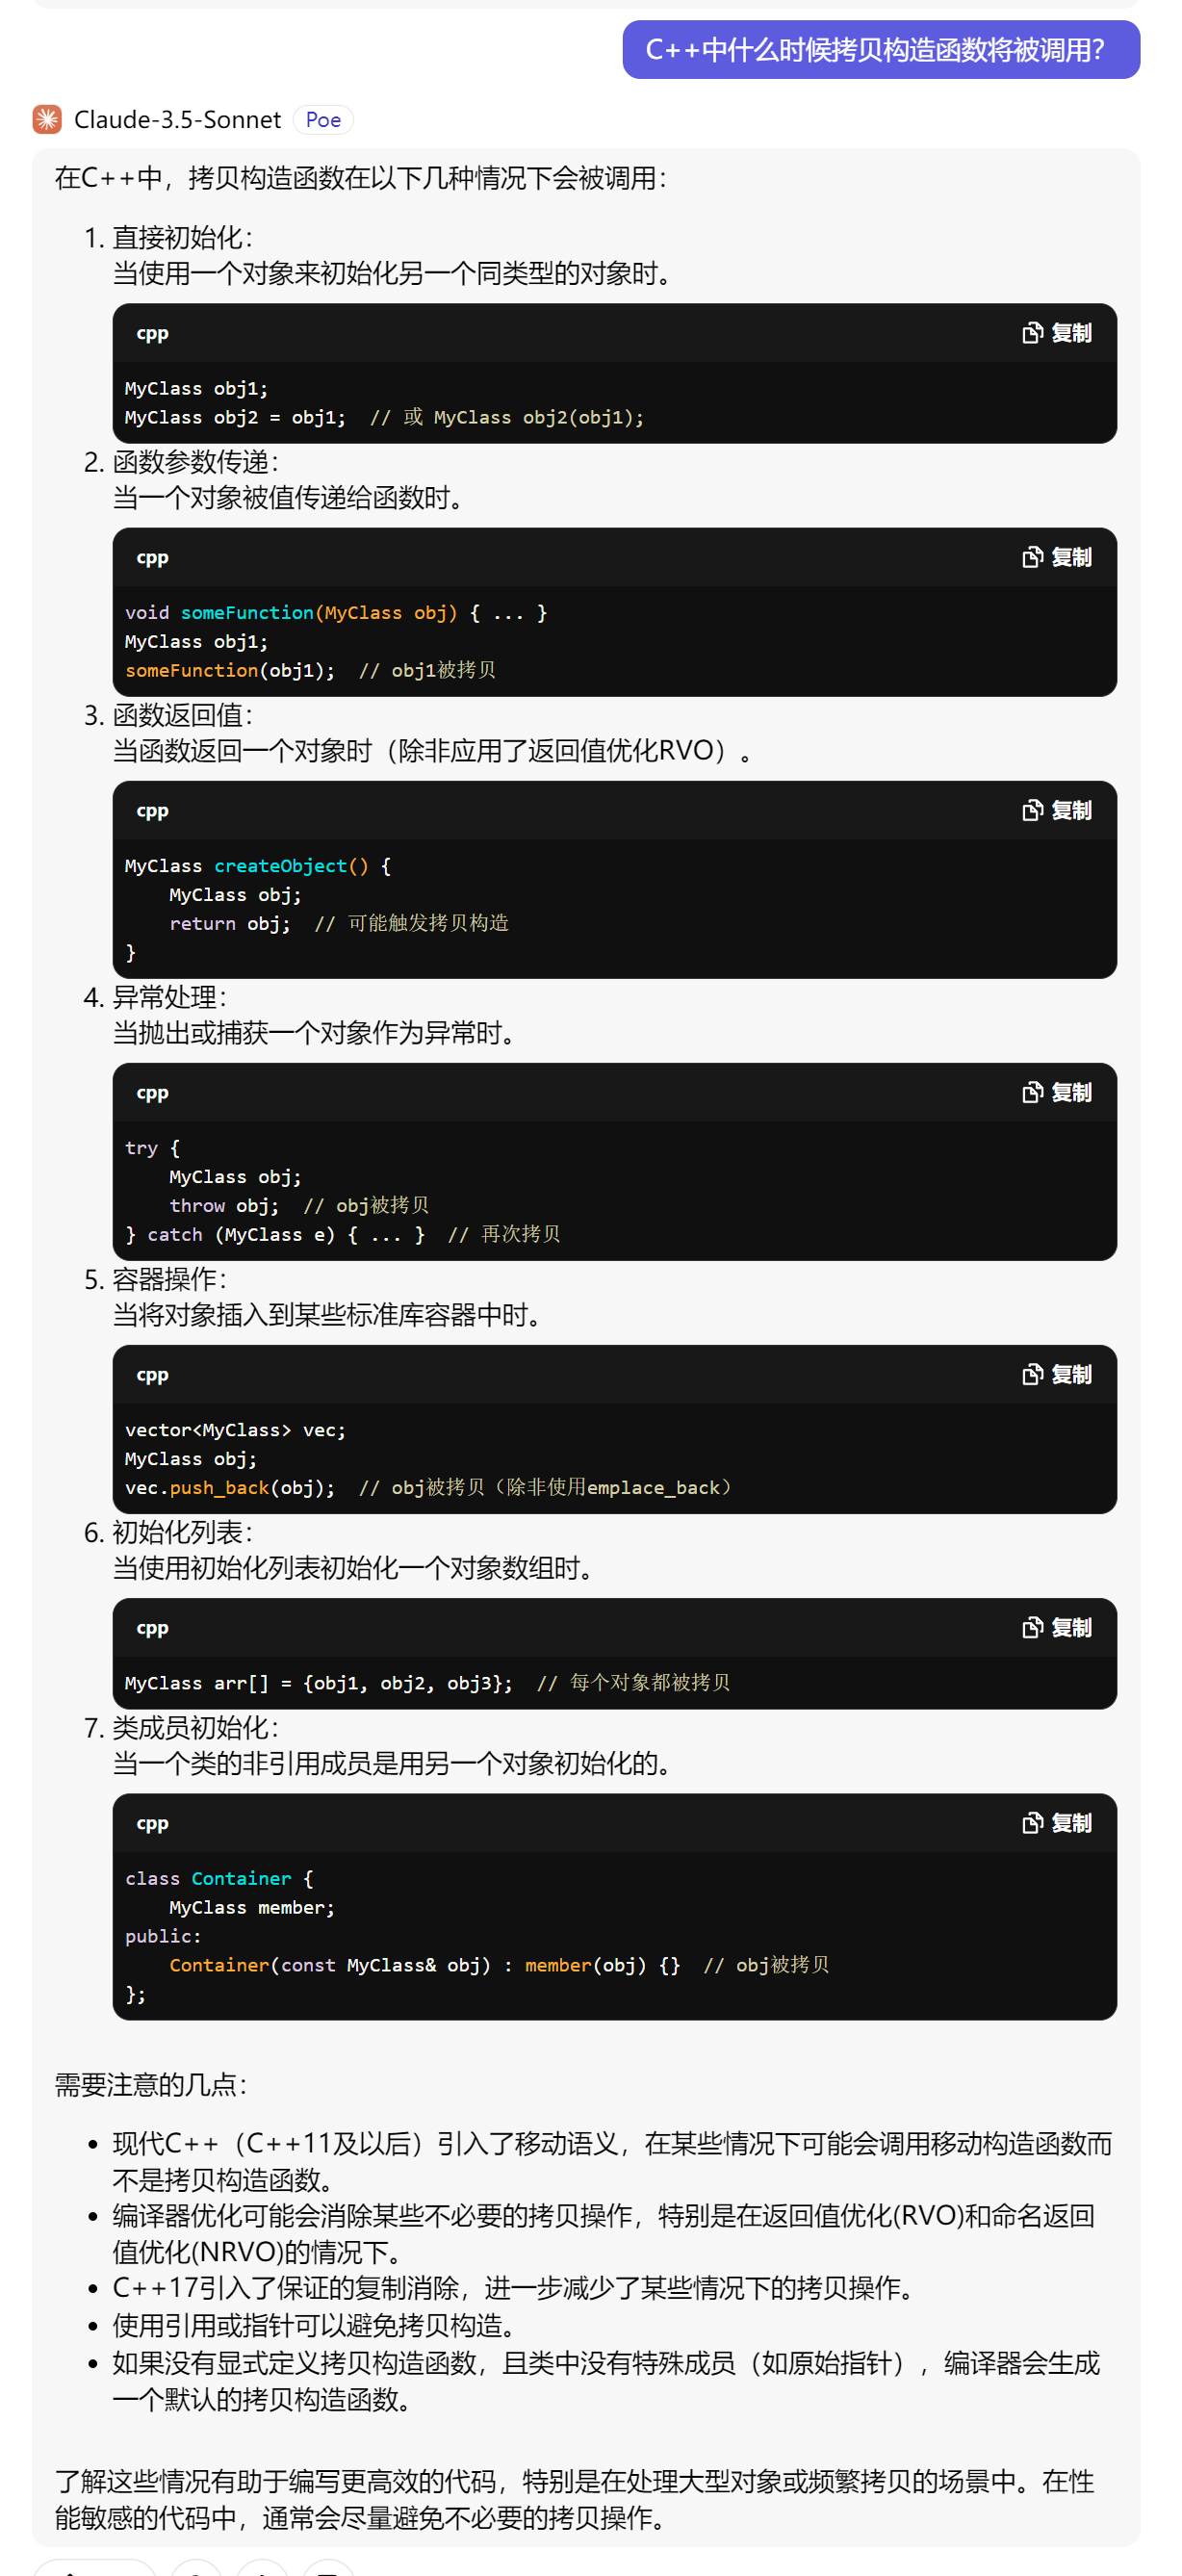 C++中什么时候拷贝构造函数将被调用？
Claude-3.5-Sonnet Poe
在C++中，拷贝构造函数在以下几种情况下会被调用：
1. 直接初始化：
当使用一个对象来初始化另一个同类型的对象时。
cpp 复制
MyClass obj1;
MyClass obj2 = obj1;  // 或 MyClass obj2(obj1);
2. 函数参数传递：
当一个对象被值传递给函数时。
cpp 复制
void someFunction(MyClass obj) { ... }
MyClass obj1;
someFunction(obj1);  // obj1被拷贝
3. 函数返回值：
当函数返回一个对象时（除非应用了返回值优化RVO）。
cpp 复制
MyClass createObject() {
    MyClass obj;
    return obj;  // 可能触发拷贝构造
}
4. 异常处理：
当抛出或捕获一个对象作为异常时。
cpp 复制
try {
    MyClass obj;
    throw obj;  // obj被拷贝
} catch (MyClass e) { ... }  // 再次拷贝
5. 容器操作：
当将对象插入到某些标准库容器中时。
cpp 复制
vector<MyClass> vec;
MyClass obj;
vec.push_back(obj);  // obj被拷贝（除非使用emplace_back）
6. 初始化列表：
当使用初始化列表初始化一个对象数组时。
cpp 复制
MyClass arr[] = {obj1, obj2, obj3};  // 每个对象都被拷贝
7. 类成员初始化：
当一个类的非引用成员是用另一个对象初始化的。
cpp 复制
class Container {
    MyClass member;
public:
    Container(const MyClass& obj) : member(obj) {}  // obj被拷贝
};
需要注意的几点：
• 现代C++（C++11及以后）引入了移动语义，在某些情况下可能会调用移动构造函数而
不是拷贝构造函数。
• 编译器优化可能会消除某些不必要的拷贝操作，特别是在返回值优化(RVO)和命名返回
值优化(NRVO)的情况下。
• C++17引入了保证的复制消除，进一步减少了某些情况下的拷贝操作。
• 使用引用或指针可以避免拷贝构造。
• 如果没有显式定义拷贝构造函数，且类中没有特殊成员（如原始指针），编译器会生成
一个默认的拷贝构造函数。
了解这些情况有助于编写更高效的代码，特别是在处理大型对象或频繁拷贝的场景中。在性
能敏感的代码中，通常会尽量避免不必要的拷贝操作。